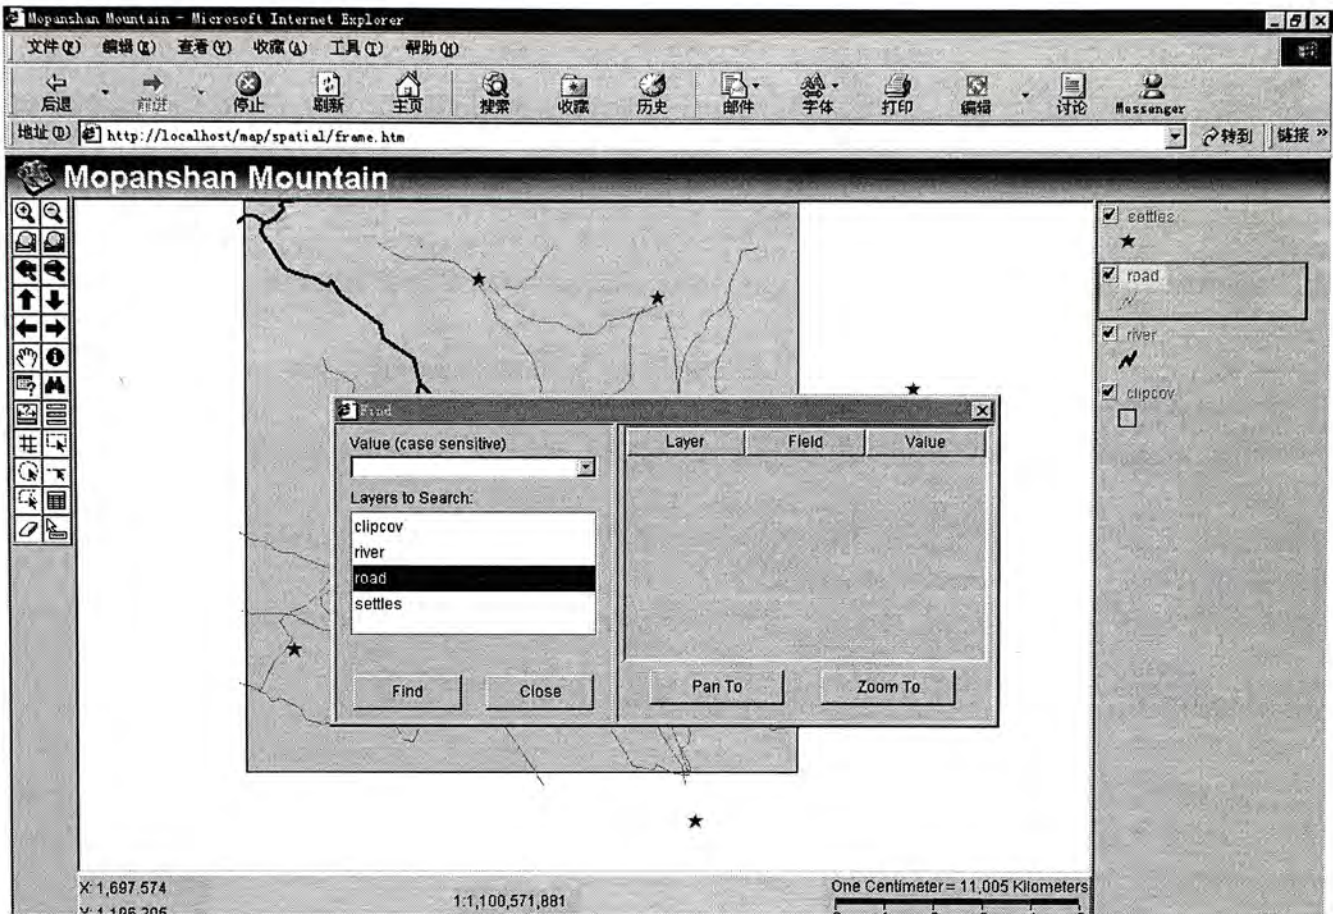 Mopanshan Mountain - Microsoft Internet Explorer
文件(F) 编辑(E) 查看(V) 收藏(A) 工具(T) 帮助(H)
后退 前进 停止 刷新 主页 搜索 收藏 历史 邮件 字体 打印 编辑 讨论 Messenger
地址(D) http://localhost/map/spatial/frame.htm 转到 链接 »
Mopanshan Mountain
settles
road
river
clipcov
Find
Value (case sensitive)
Layers to Search:
clipcov
river
road
settles
Find Close
Layer Field Value
Pan To Zoom To
X: 1,697.574
Y: 1,106.206
1:1,100,571,881
One Centimeter = 11,005 Kilometers